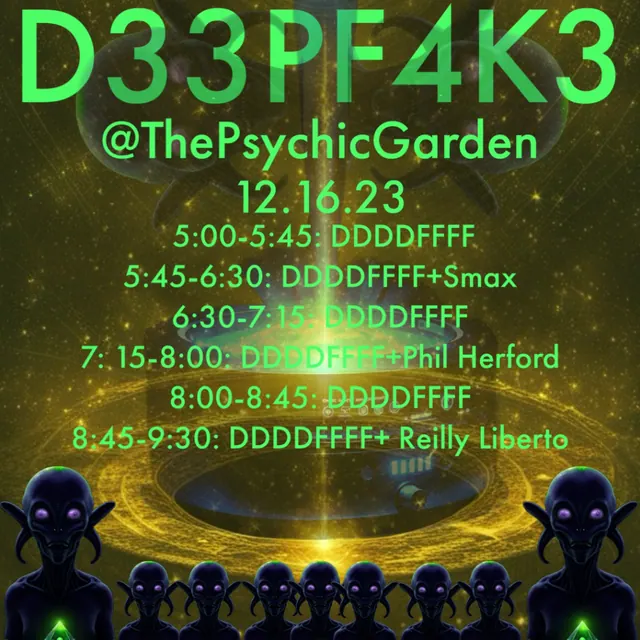 D33PF4K3
@ThePsychicGarden
12.16.23
5:00-5:45: DDDDFFFF
5:45-6:30: DDDDFFFF+Smax
6:30-7:15: DDDDFFFF
7: 15-8:00: DDDDFFFF+Phil Herford
8:00-8:45: DDDDFFFF
8:45-9:30: DDDDFFFF+ Reilly Liberto